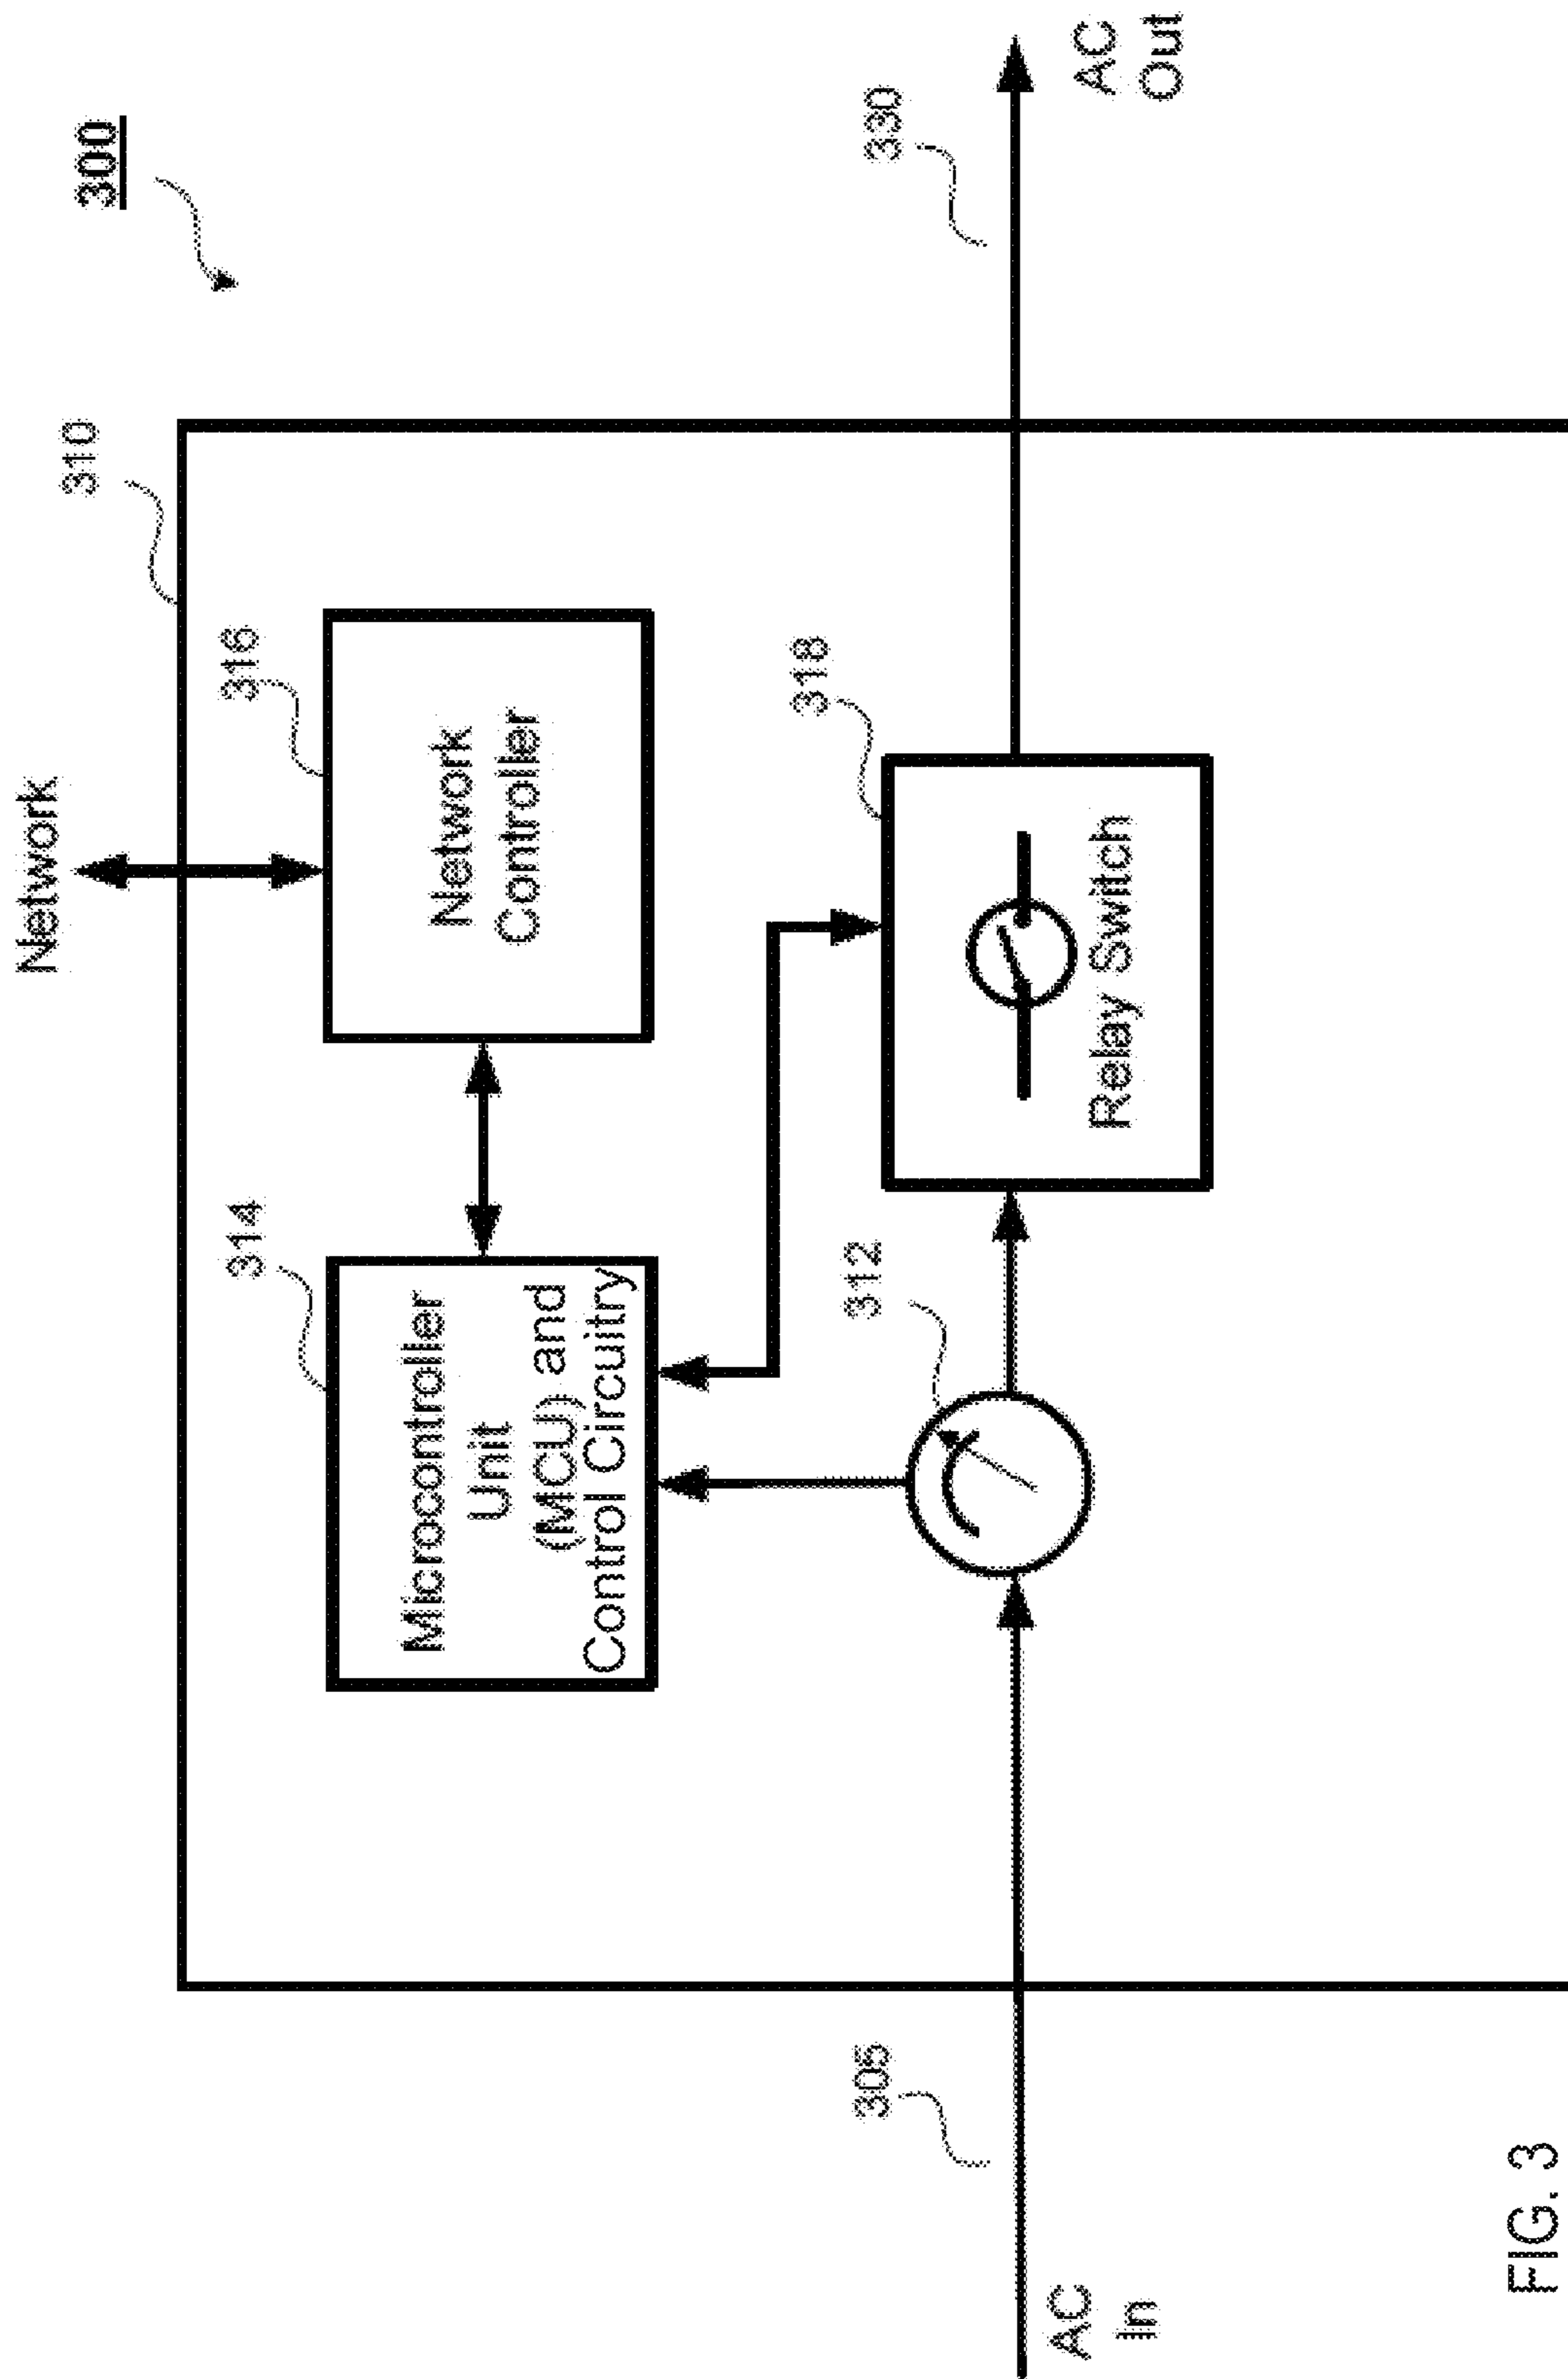 300
Network
310
316
Network
Controller
314
Microcontroller
Unit
(MCU) and
Control Circuitry
318
Relay Switch
312
305
AC
In
330
AC
Out
FIG. 3